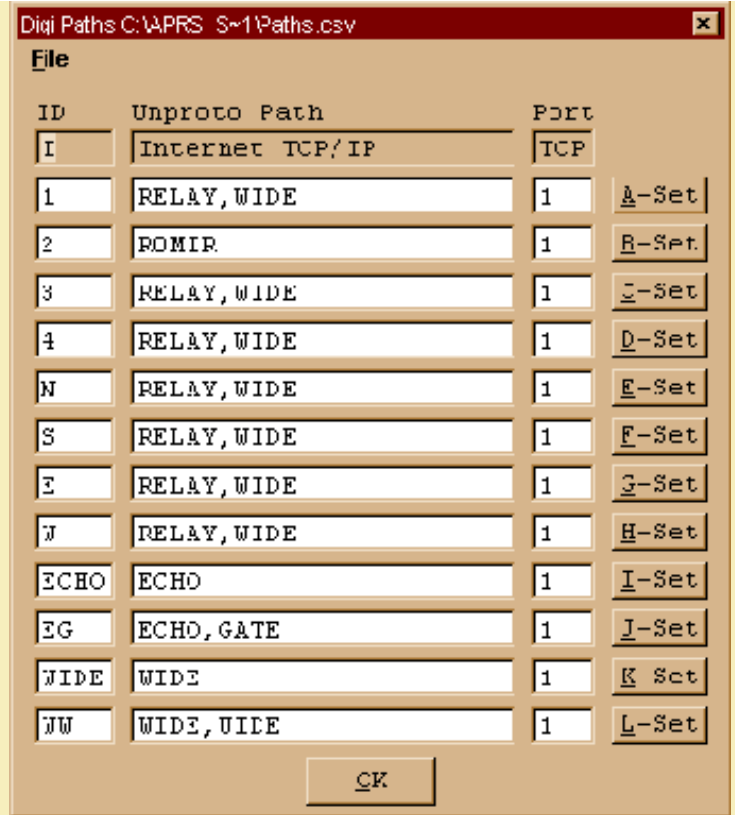 Digi Paths C:\APRS_S~1\Paths.csv
File
ID Unproto Path Port
I Internet TCP/IP TCP
1 RELAY,WIDE 1 A-Set
2 ROMIR 1 B-Set
3 RELAY,WIDE 1 C-Set
4 RELAY,WIDE 1 D-Set
N RELAY,WIDE 1 E-Set
S RELAY,WIDE 1 F-Set
E RELAY,WIDE 1 G-Set
W RELAY,WIDE 1 H-Set
ECHO ECHO 1 I-Set
EG ECHO,GATE 1 J-Set
WIDE WIDE 1 K-Set
WW WIDE,WIDE 1 L-Set
OK